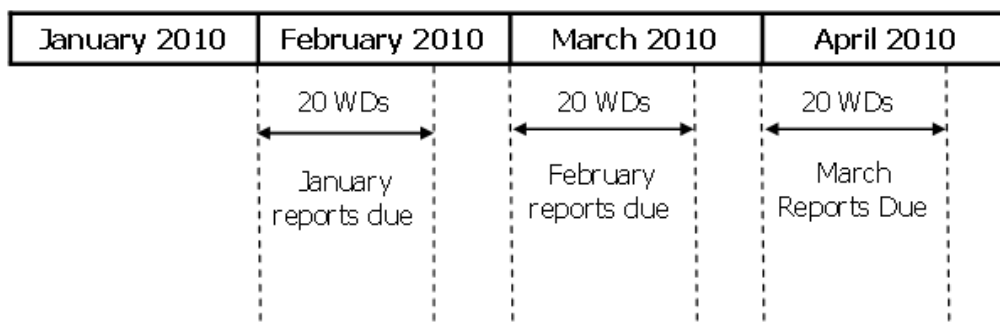 January 2010 February 2010 March 2010 April 2010
20 WDs 20 WDs 20 WDs
January
reports due
February
reports due
March
Reports Due